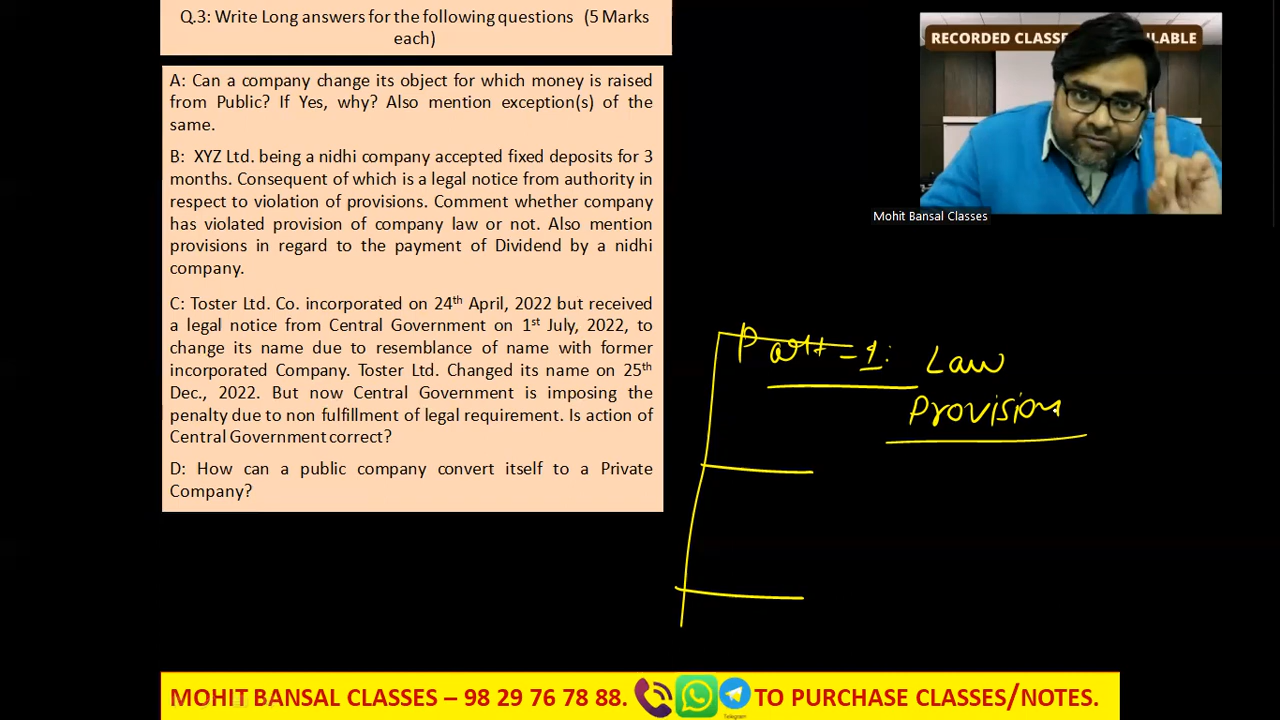 Q.3: Write Long answers for the following questions (5 Marks
each)
A: Can a company change its object for which money is raised
from Public? If Yes, why? Also mention exception(s) of the
same.
B: XYZ Ltd. being a nidhi company accepted fixed deposits for 3
months. Consequent of which is a legal notice from authority in
respect to violation of provisions. Comment whether company
has violated provision of company law or not. Also mention
provisions in regard to the payment of Dividend by a nidhi
company.
C: Toster Ltd. Co. incorporated on 24th April, 2022 but received
a legal notice from Central Government on 1st July, 2022, to
change its name due to resemblance of name with former
incorporated Company. Toster Ltd. Changed its name on 25th
Dec., 2022. But now Central Government is imposing the
penalty due to non fulfillment of legal requirement. Is action of
Central Government correct?
D: How can a public company convert itself to a Private
Company?
RECORDED CLASSE ILABLE
Mohit Bansal Classes
Part-1: Law
Provision
MOHIT BANSAL CLASSES – 98 29 76 78 88. TO PURCHASE CLASSES/NOTES.
Telegram